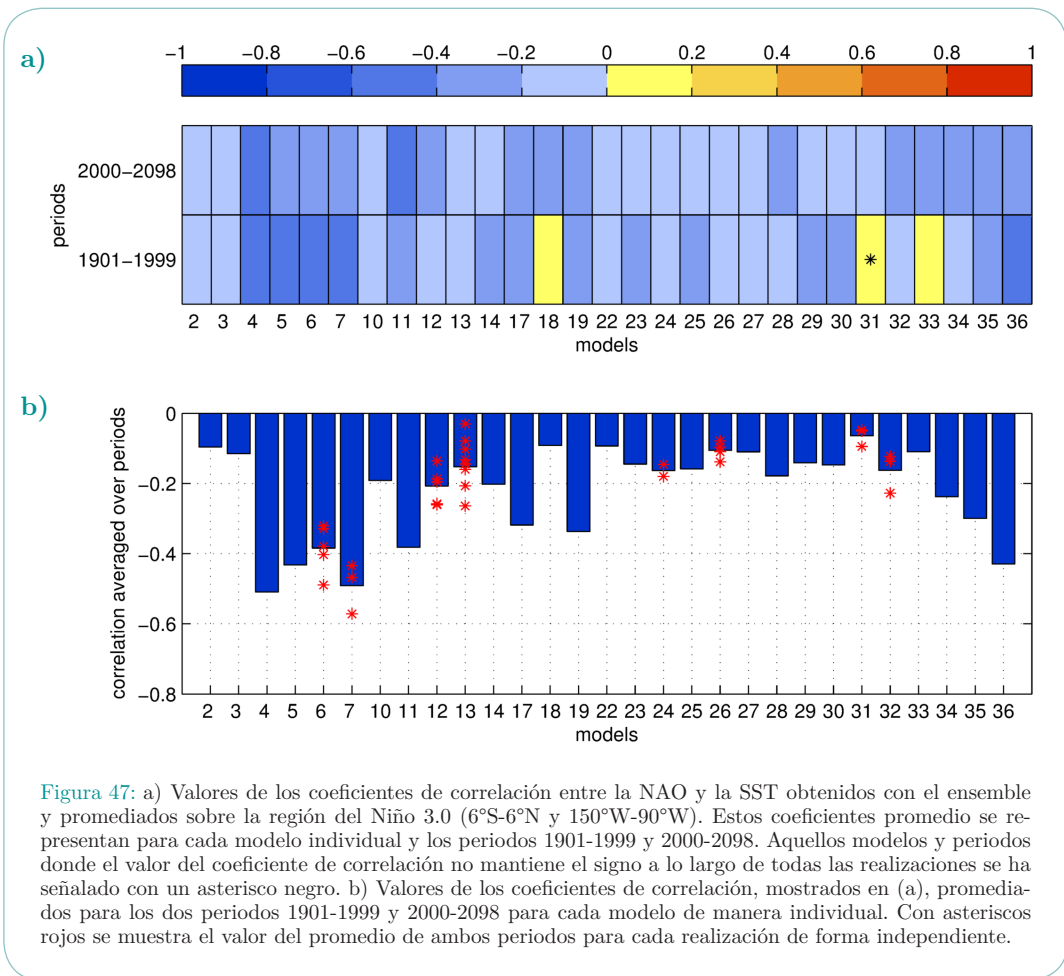 a)
−1 −0.8 −0.6 −0.4 −0.2 0 0.2 0.4 0.6 0.8 1
periods
2000−2098
1901−1999
2 3 4 5 6 7 10 11 12 13 14 17 18 19 22 23 24 25 26 27 28 29 30 31 32 33 34 35 36
models
b)
correlation averaged over periods
0
−0.2
−0.4
−0.6
−0.8
2 3 4 5 6 7 10 11 12 13 14 17 18 19 22 23 24 25 26 27 28 29 30 31 32 33 34 35 36
models
Figura 47: a) Valores de los coeficientes de correlación entre la NAO y la SST obtenidos con el ensemble
y promediados sobre la región del Niño 3.0 (6°S-6°N y 150°W-90°W). Estos coeficientes promedio se re-
presentan para cada modelo individual y los periodos 1901-1999 y 2000-2098. Aquellos modelos y periodos
donde el valor del coeficiente de correlación no mantiene el signo a lo largo de todas las realizaciones se ha
señalado con un asterisco negro. b) Valores de los coeficientes de correlación, mostrados en (a), promedia-
dos para los dos periodos 1901-1999 y 2000-2098 para cada modelo de manera individual. Con asteriscos
rojos se muestra el valor del promedio de ambos periodos para cada realización de forma independiente.